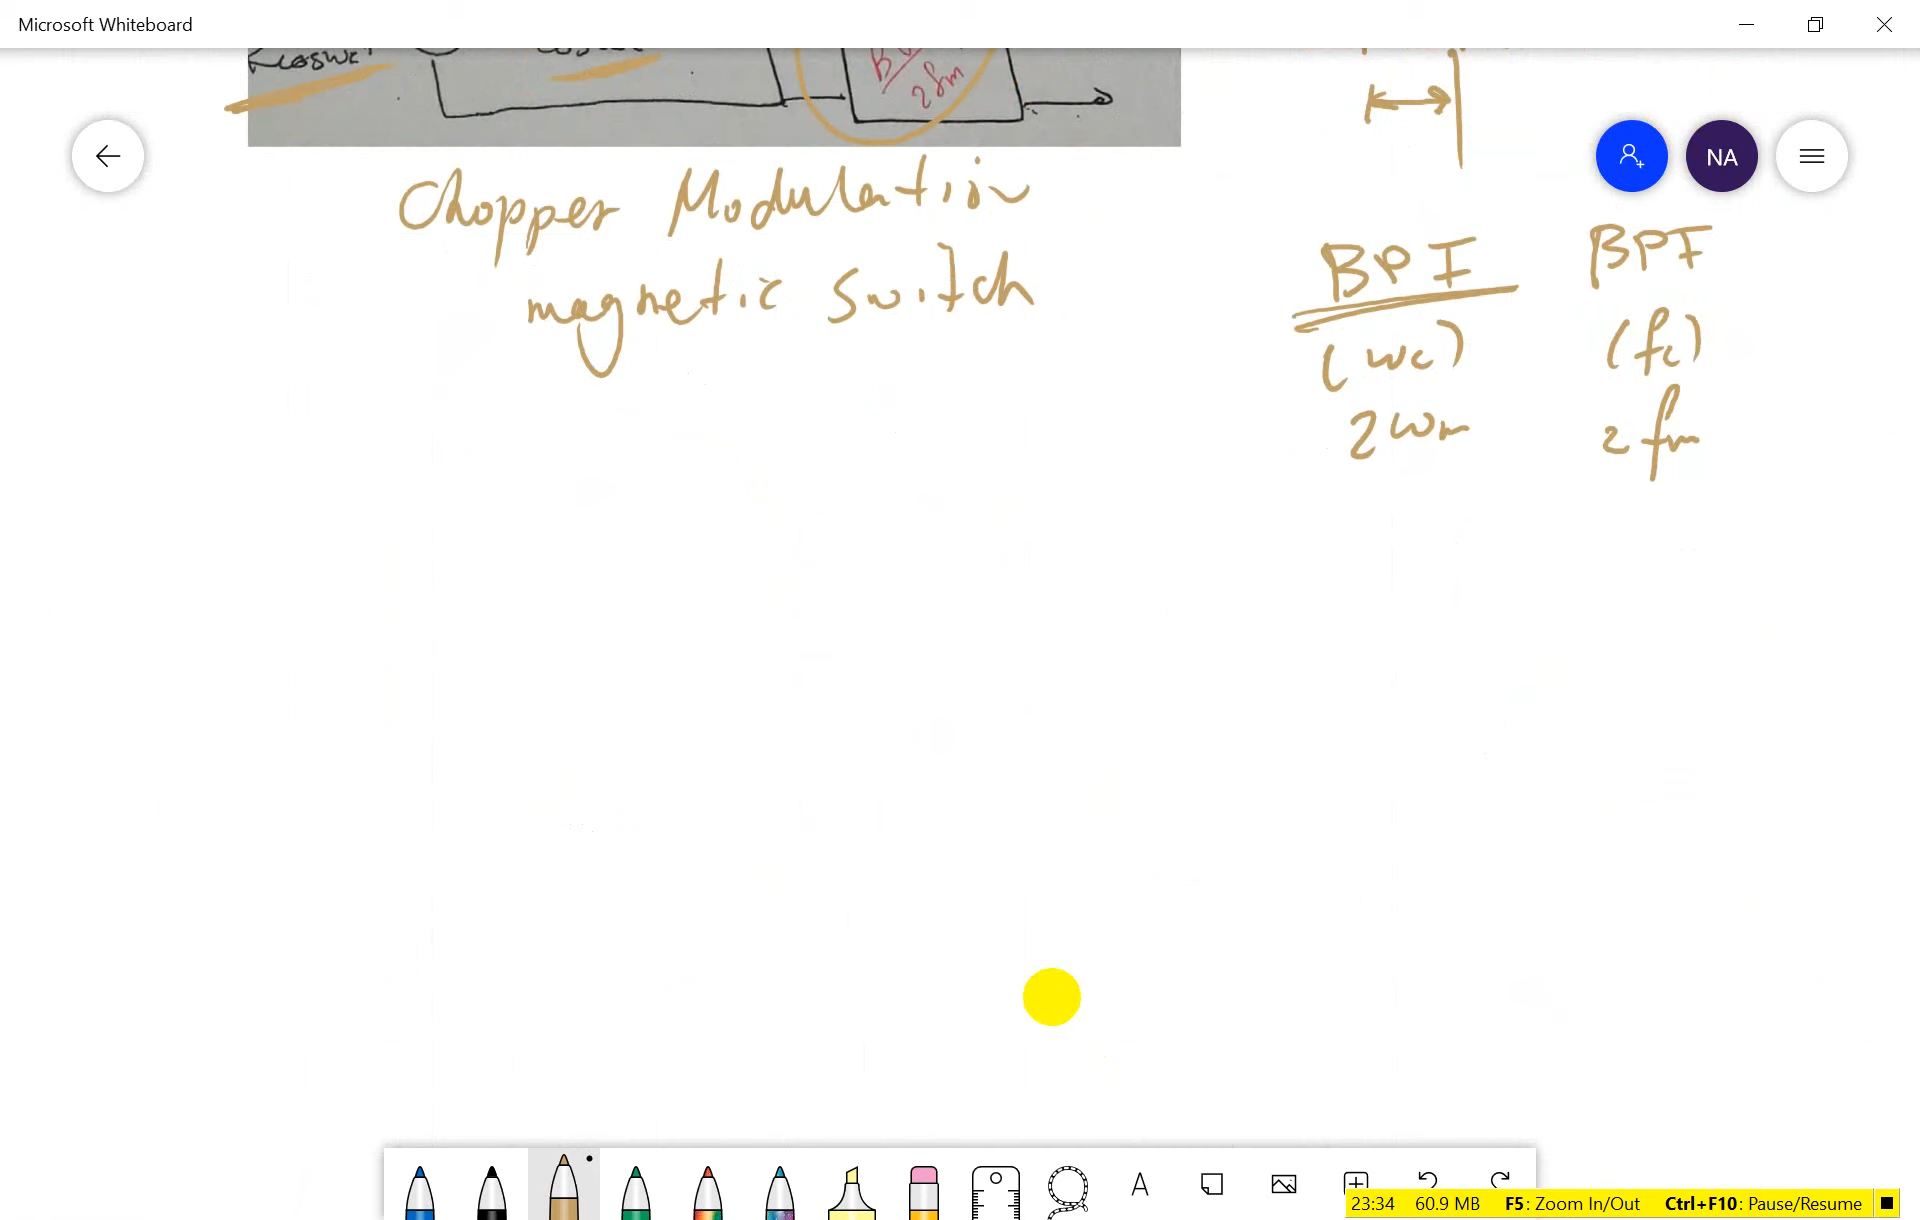 Microsoft Whiteboard
2fm
NA
Chopper Modulation
magnetic switch
BPF
(wc)
2wm
BPF
(fc)
2fm
A
23:34 60.9 MB F5: Zoom In/Out Ctrl+F10: Pause/Resume